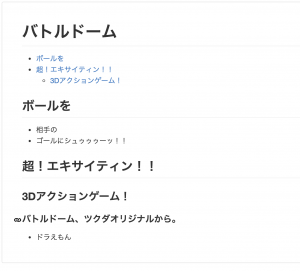 バトルドーム
ボールを
超！エキサイティン！！
3Dアクションゲーム！
ボールを
相手の
ゴールにシュゥゥゥーッ！！
超！エキサイティン！！
3Dアクションゲーム！
バトルドーム、ツクダオリジナルから。
ドラえもん